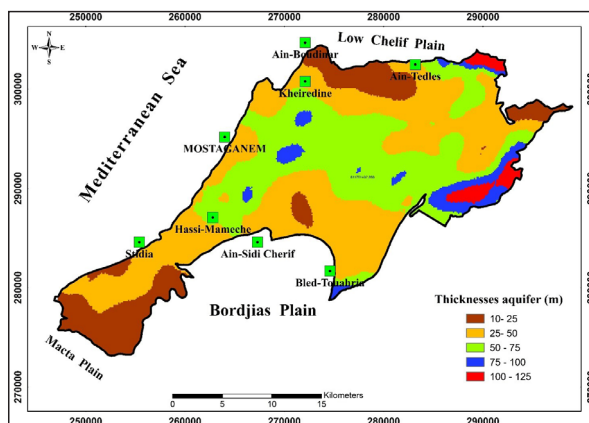 250000 260000 270000 280000 290000
N
W E
S
Low Chelif Plain
Ain-Boudinar
Ain-Tedles
Kheiredine
Mediterranean Sea
MOSTAGANEM
Hassi-Mameche
Stidia
Ain-Sidi Cherif
Bled-Touahria
Bordjias Plain
Macta Plain
Thicknesses aquifer (m)
10- 25
25- 50
50 - 75
75 - 100
100 - 125
Kilometers
0 5 10 15
300000
290000
280000
270000
250000 260000 270000 280000 290000